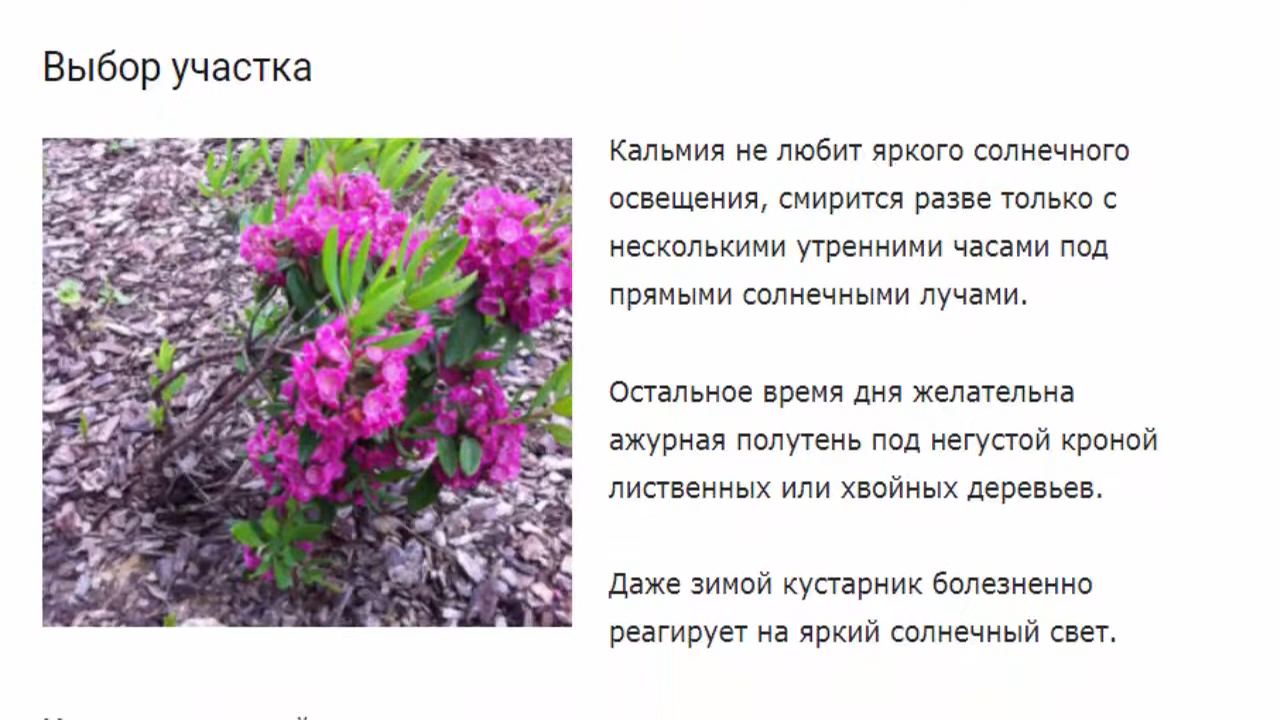 Выбор участка
Кальмия не любит яркого солнечного
освещения, смирится разве только с
несколькими утренними часами под
прямыми солнечными лучами.
Остальное время дня желательна
ажурная полутень под негустой кроной
лиственных или хвойных деревьев.
Даже зимой кустарник болезненно
реагирует на яркий солнечный свет.